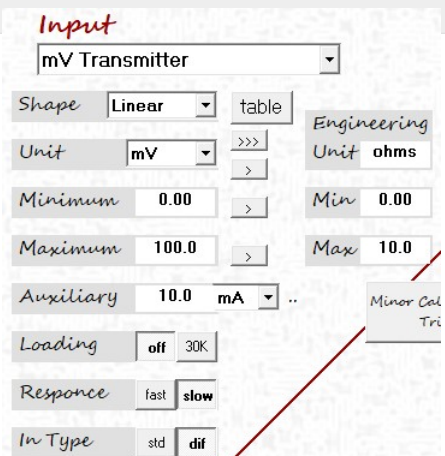 Input
mV Transmitter
Shape Linear table
Engineering
Unit mV >>> Unit ohms
>
Minimum 0.00 > Min 0.00
Maximum 100.0 > Max 10.0
Auxiliary 10.0 mA ..
Minor Cal
Tri
Loading off 30K
Responce fast slow
In Type std dif